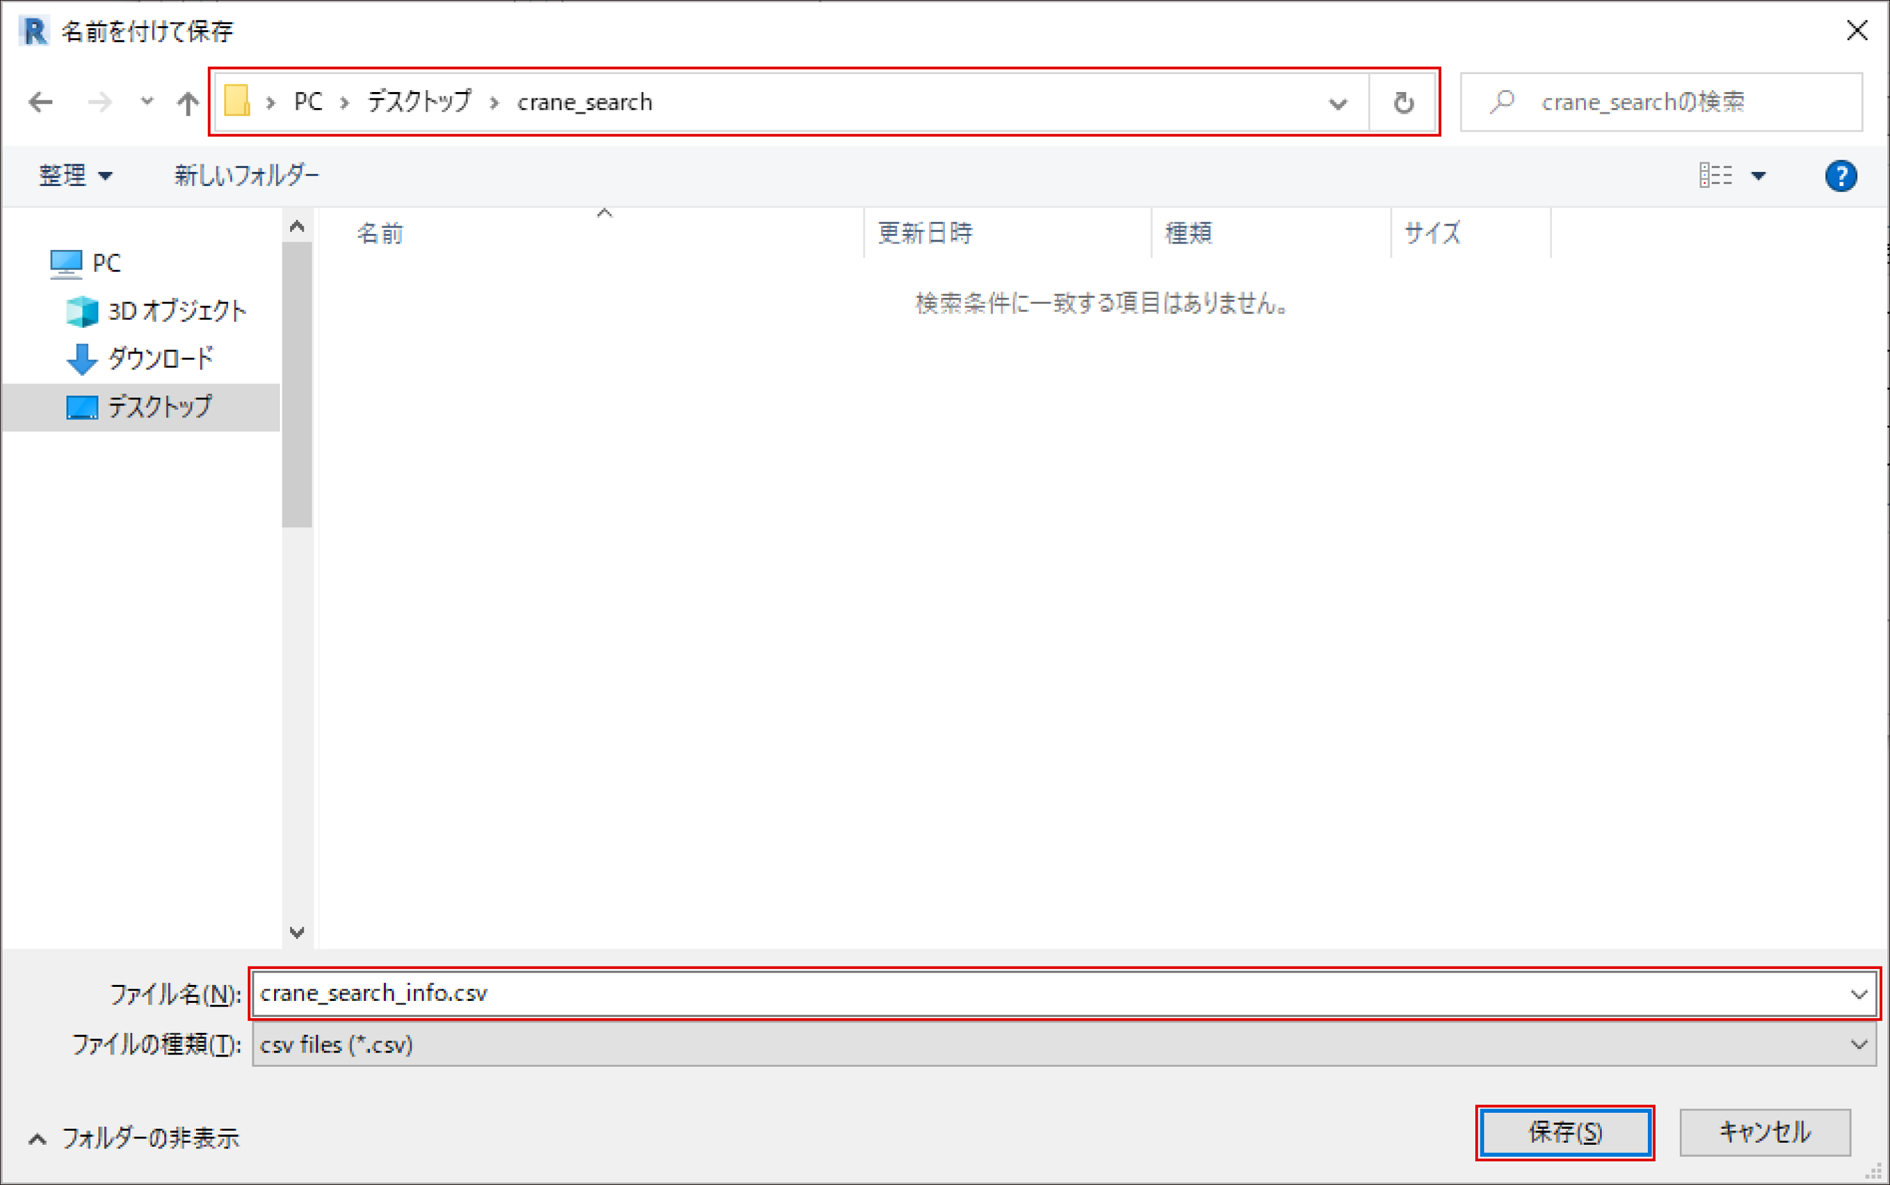 R 名前を付けて保存
PC > デスクトップ > crane_search
crane_searchの検索
整理 新しいフォルダー ?
名前 更新日時 種類 サイズ
検索条件に一致する項目はありません。
PC
3D オブジェクト
ダウンロード
デスクトップ
ファイル名(N): crane_search_info.csv
ファイルの種類(T): csv files (*.csv)
フォルダーの非表示
保存(S) キャンセル